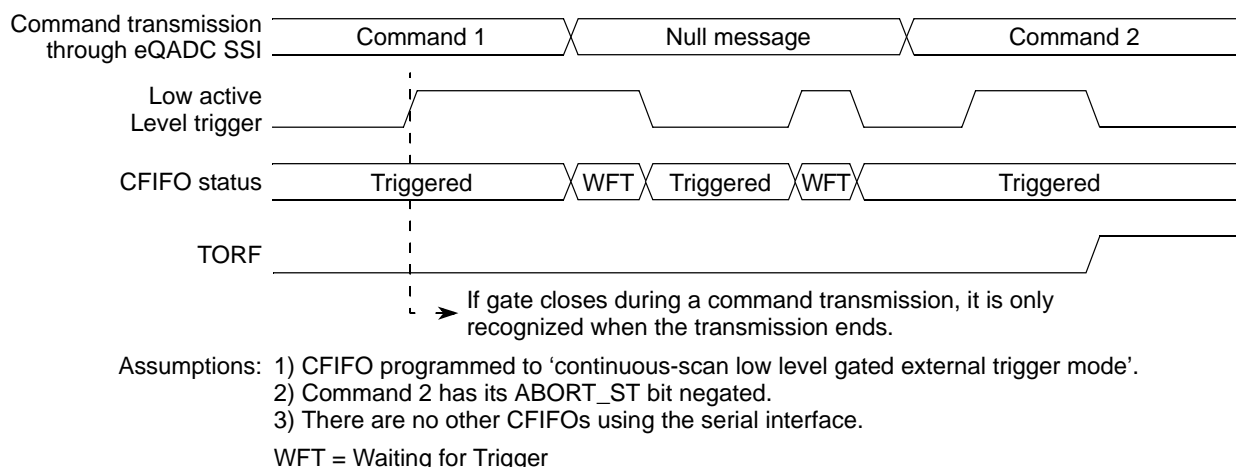 Command transmission
through eQADC SSI
Command 1
Null message
Command 2
Low active
Level trigger
CFIFO status
Triggered
WFT
Triggered
WFT
Triggered
TORF
If gate closes during a command transmission, it is only
recognized when the transmission ends.
Assumptions: 1) CFIFO programmed to ‘continuous-scan low level gated external trigger mode’.
2) Command 2 has its ABORT_ST bit negated.
3) There are no other CFIFOs using the serial interface.
WFT = Waiting for Trigger